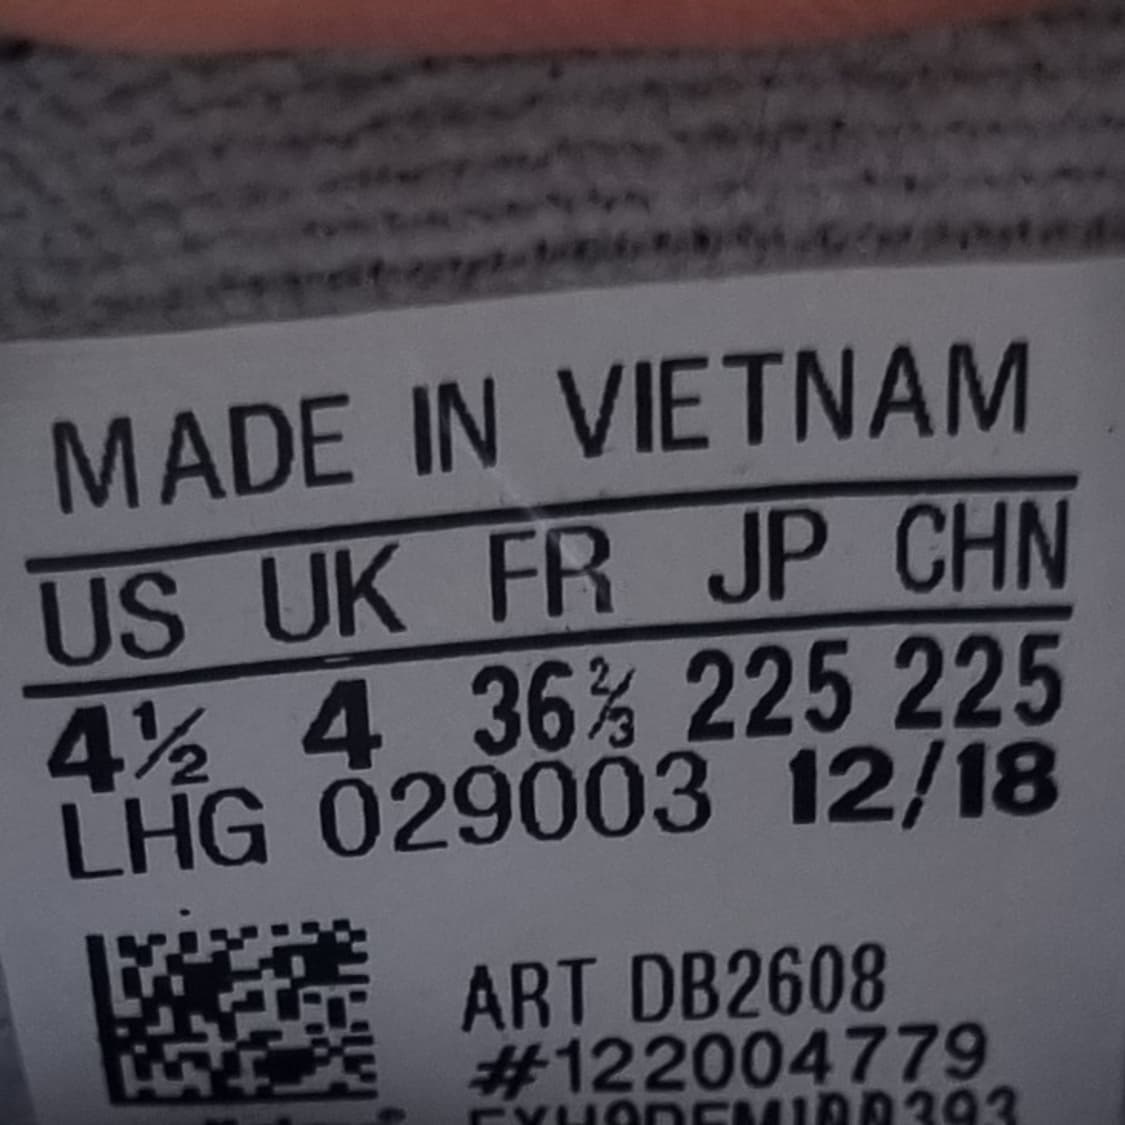 MADE IN VIETNAM
US UK FR JP CHN
4½ 4 36⅔ 225 225
LHG 029003 12/18
ART DB2608
#122004779